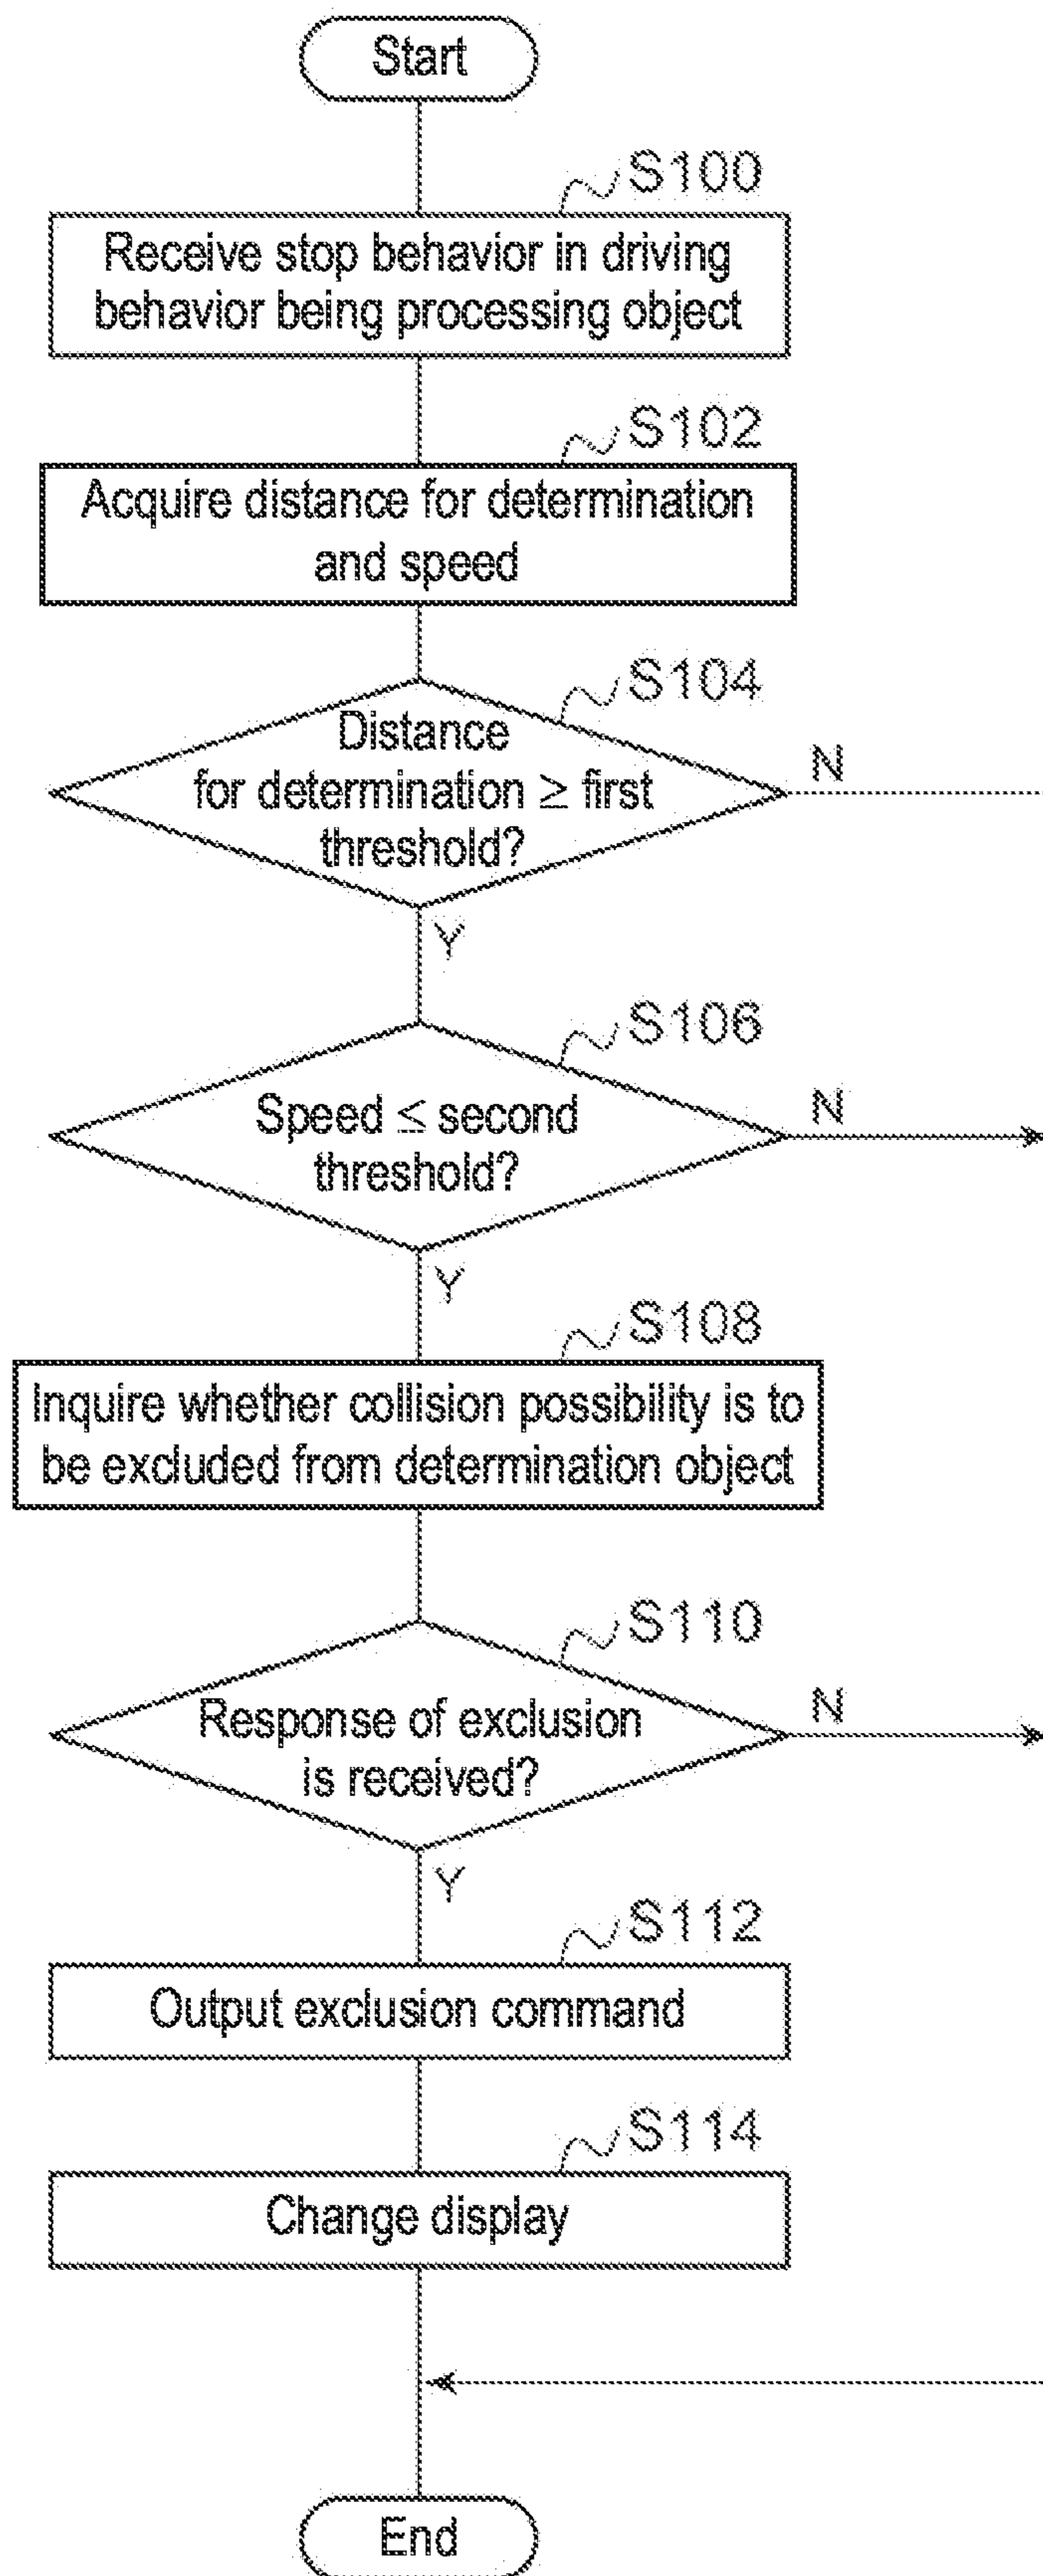 Start
S100
Receive stop behavior in driving
behavior being processing object
S102
Acquire distance for determination
and speed
S104
Distance
for determination ≥ first
threshold?
N
Y
S106
Speed ≤ second
threshold?
N
Y
S108
Inquire whether collision possibility is to
be excluded from determination object
S110
Response of exclusion
is received?
N
Y
S112
Output exclusion command
S114
Change display
End